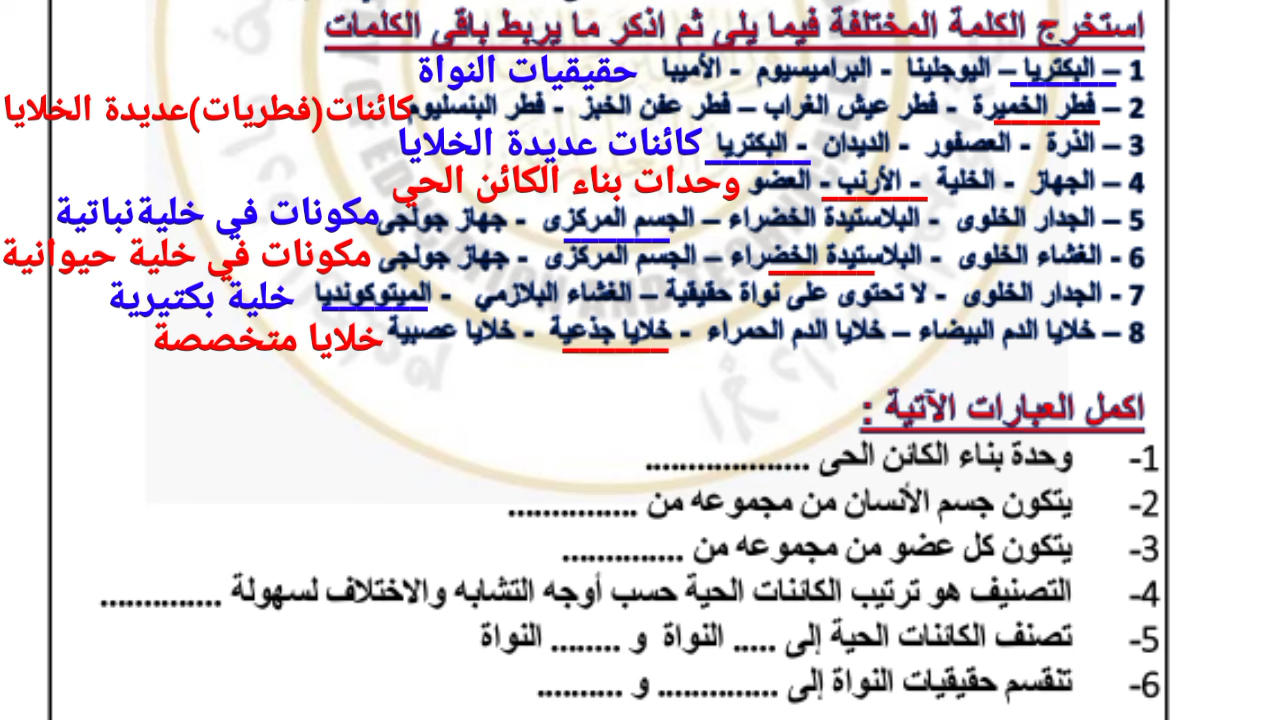 استخرج الكلمة المختلفة فيما يلى ثم اذكر ما يربط باقى الكلمات
1 – البكتريا – اليوجلينا - البراميسيوم - الأميبا حقيقيات النواة
2 – فطر الخميرة - فطر عيش الغراب – فطر عفن الخبز - فطر البنسليوم كائنات(فطريات)عديدة الخلايا
3 – الذرة - العصفور - الديدان - البكتريا كائنات عديدة الخلايا
4 – الجهاز - الخلية - الأرنب - العضو وحدات بناء الكائن الحي
5 – الجدار الخلوى - البلاستيدة الخضراء – الجسم المركزى - جهاز جولجى مكونات في خلية نباتية
6 - الغشاء الخلوى - البلاستيدة الخضراء – الجسم المركزى - جهاز جولجى مكونات في خلية حيوانية
7 - الجدار الخلوى - لا تحتوى على نواة حقيقية – الغشاء البلازمي - الميتوكونديا خلية بكتيرية
8 – خلايا الدم البيضاء – خلايا الدم الحمراء - خلايا جذعية - خلايا عصبية خلايا متخصصة
اكمل العبارات الآتية :
1- وحدة بناء الكائن الحى ...................
2- يتكون جسم الأنسان من مجموعه من ...............
3- يتكون كل عضو من مجموعه من ..............
4- التصنيف هو ترتيب الكائنات الحية حسب أوجه التشابه والاختلاف لسهولة ..............
5- تصنف الكائنات الحية إلى ..... النواة و ........ النواة
6- تنقسم حقيقيات النواة إلى .............. و ..........